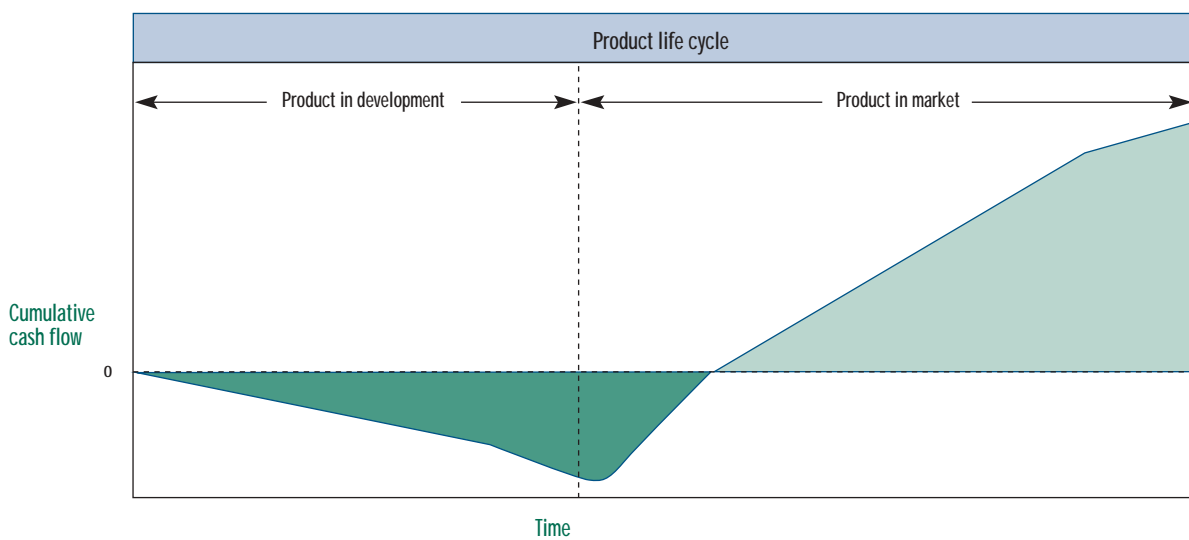 Product life cycle
Product in development
Product in market
Cumulative
cash flow
0
Time